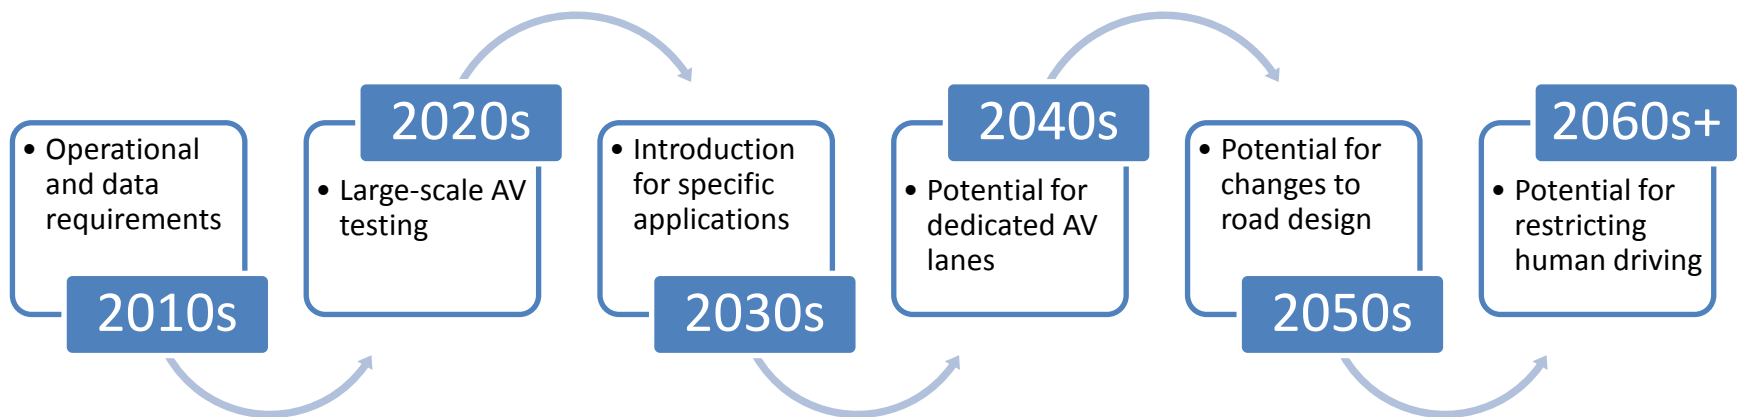 • Operational
and data
requirements
2010s
2020s
• Large-scale AV
testing
• Introduction
for specific
applications
2030s
2040s
• Potential for
dedicated AV
lanes
• Potential for
changes to
road design
2050s
2060s+
• Potential for
restricting
human driving